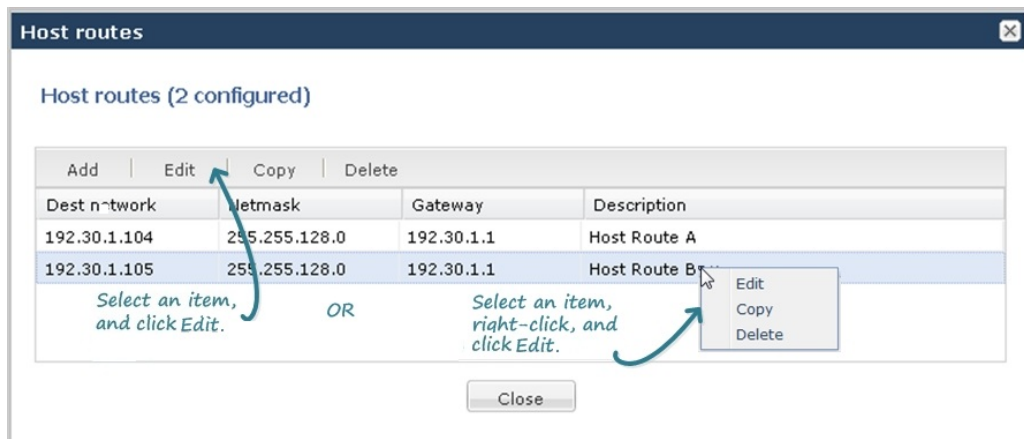 Host routes
Host routes (2 configured)
Add Edit Copy Delete
Dest network Netmask Gateway Description
192.30.1.104 255.255.128.0 192.30.1.1 Host Route A
192.30.1.105 255.255.128.0 192.30.1.1 Host Route B
Select an item,
and click Edit.
OR
Select an item,
right-click, and
click Edit.
Edit
Copy
Delete
Close